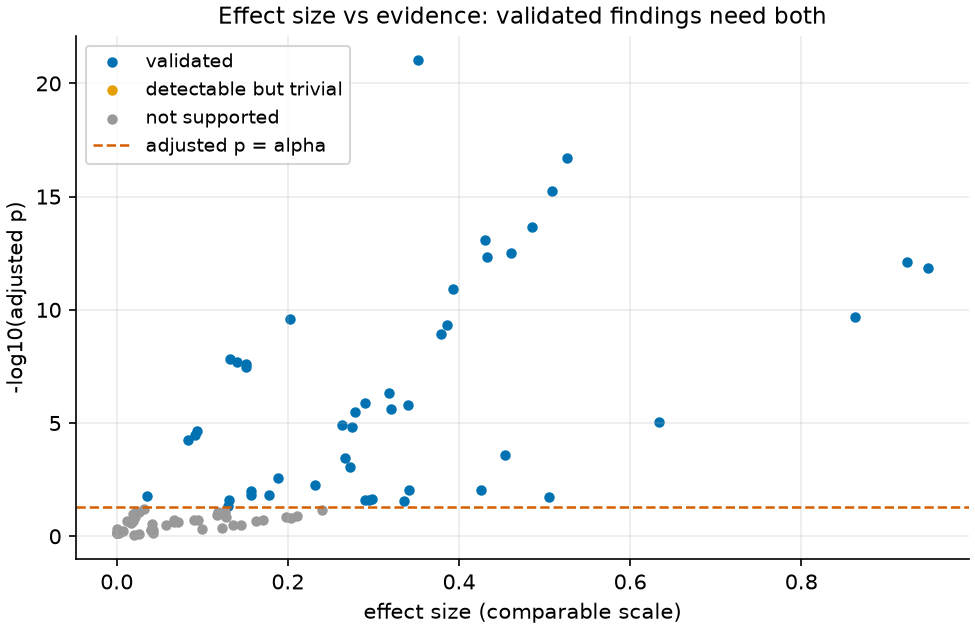 Effect size vs evidence: validated findings need both
validated
detectable but trivial
not supported
adjusted p = alpha
-log10(adjusted p)
20
15
10
5
0
0.0 0.2 0.4 0.6 0.8
effect size (comparable scale)